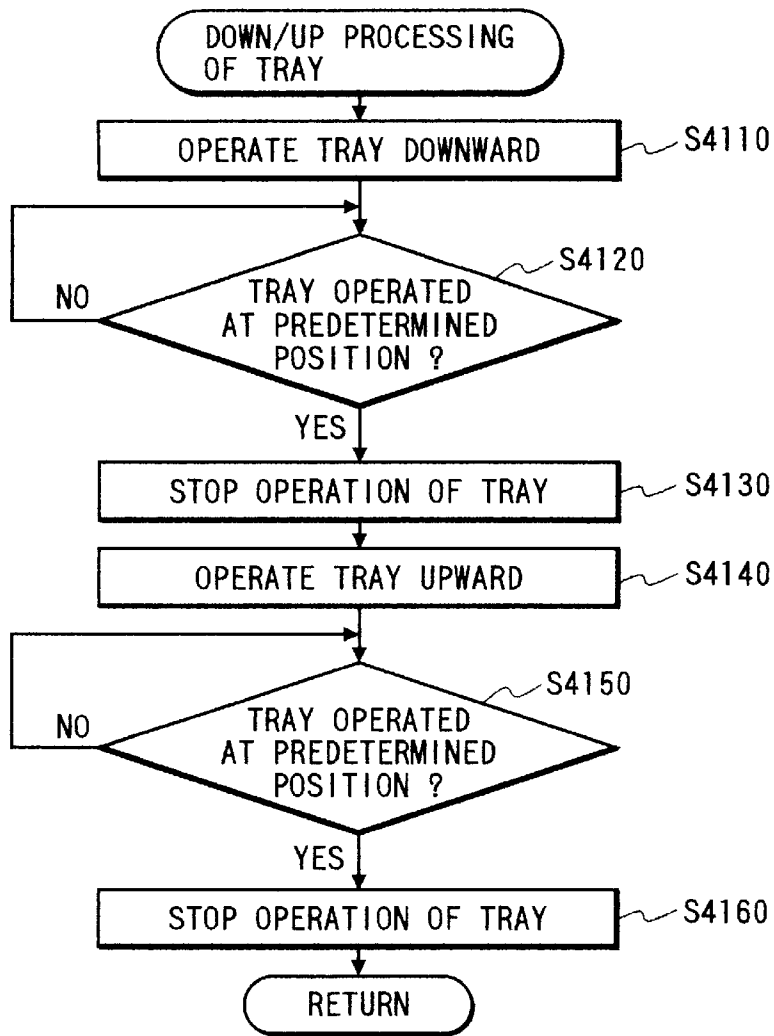 DOWN/UP PROCESSING
OF TRAY
OPERATE TRAY DOWNWARD
S4110
S4120
TRAY OPERATED
AT PREDETERMINED
POSITION ?
NO
YES
STOP OPERATION OF TRAY
S4130
OPERATE TRAY UPWARD
S4140
S4150
TRAY OPERATED
AT PREDETERMINED
POSITION ?
NO
YES
STOP OPERATION OF TRAY
S4160
RETURN